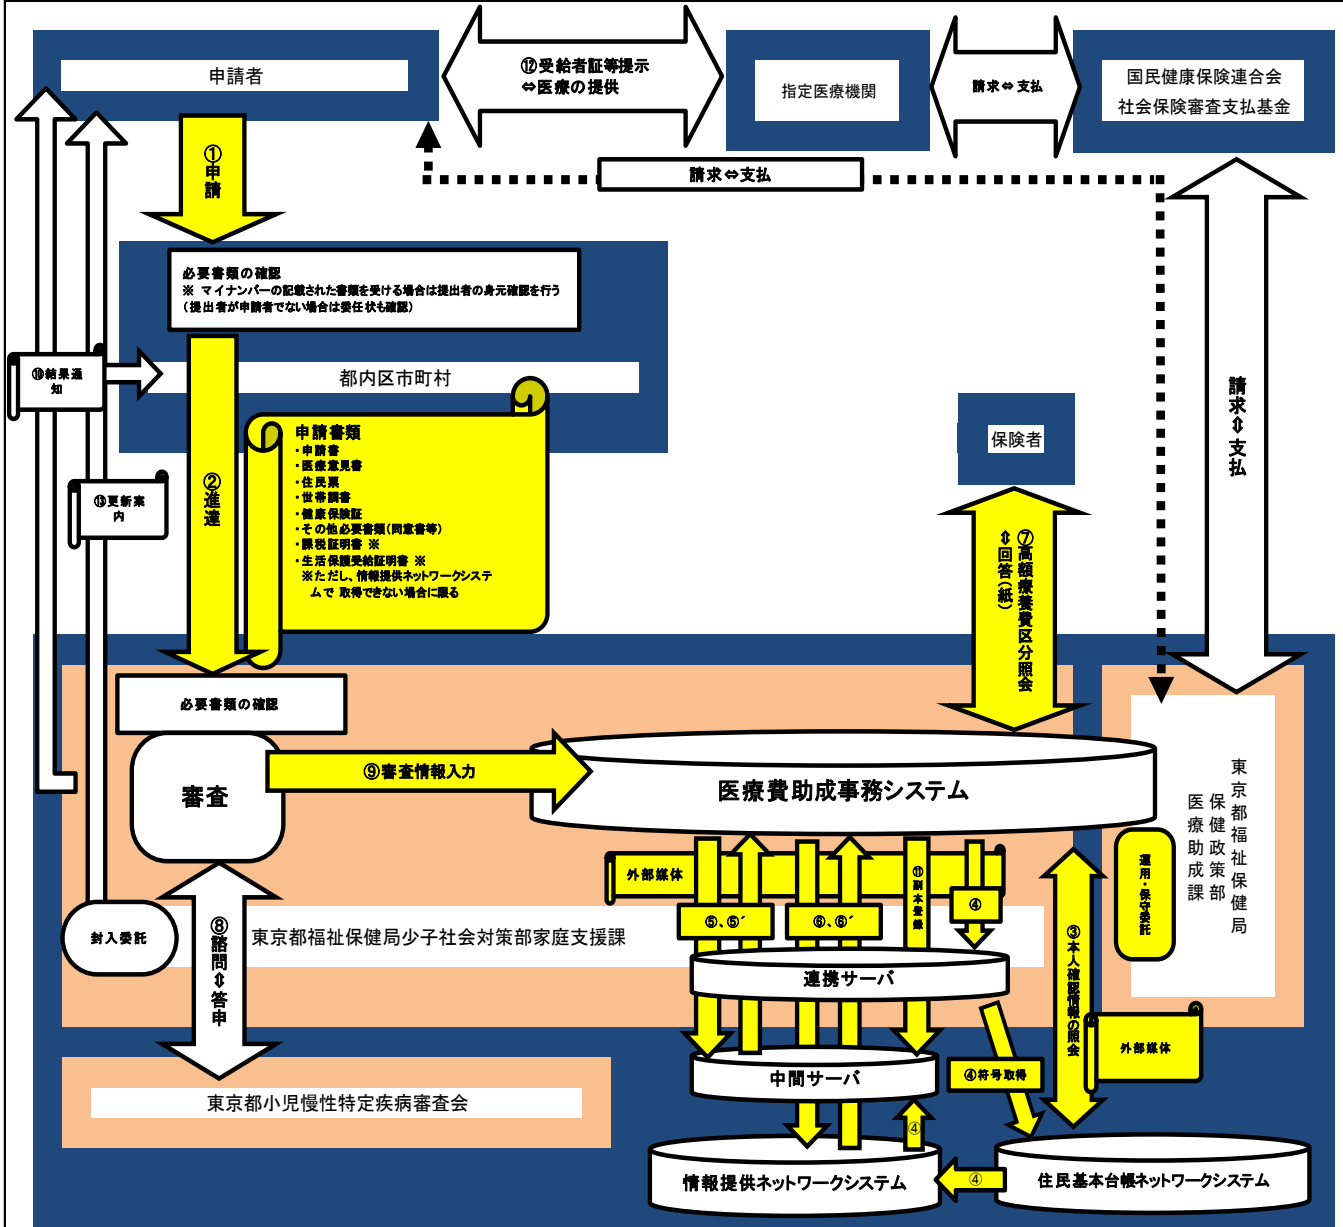 申請者
⑫受給者証等提示
⇔医療の提供
指定医療機関
請求⇔支払
国民健康保険連合会
社会保険審査支払基金
①申請
請求⇔支払
必要書類の確認
※ マイナンバーの記載された書類を受ける場合は提出者の身元確認を行う
（提出者が申請者でない場合は委任状も確認）
⑩結果通
知
都内区市町村
請求⇔支払
申請書類
・申請書
・医療意見書
・住民票
・世帯調書
・健康保険証
・その他必要書類（同意書等）
・課税証明書 ※
・生活保護受給証明書 ※
※ただし、情報提供ネットワークシステ
ムで 取得できない場合に限る
保険者
②進達
⑬更新案
内
⑦高額療養費区分照会
⇔回答（紙）
必要書類の確認
審査
⑨審査情報入力
医療費助成事務システム
東京都福祉保健局
保健政策部
医療助成課
運用・保守委託
外部媒体
⑤、⑤´
⑥、⑥´
⑪副本登録
④
封入委託
⑧諮問⇔答申
東京都福祉保健局少子社会対策部家庭支援課
③本人確認情報の照会
連携サーバ
外部媒体
中間サーバ
④符号取得
東京都小児慢性特定疾病審査会
④
情報提供ネットワークシステム
④
住民基本台帳ネットワークシステム